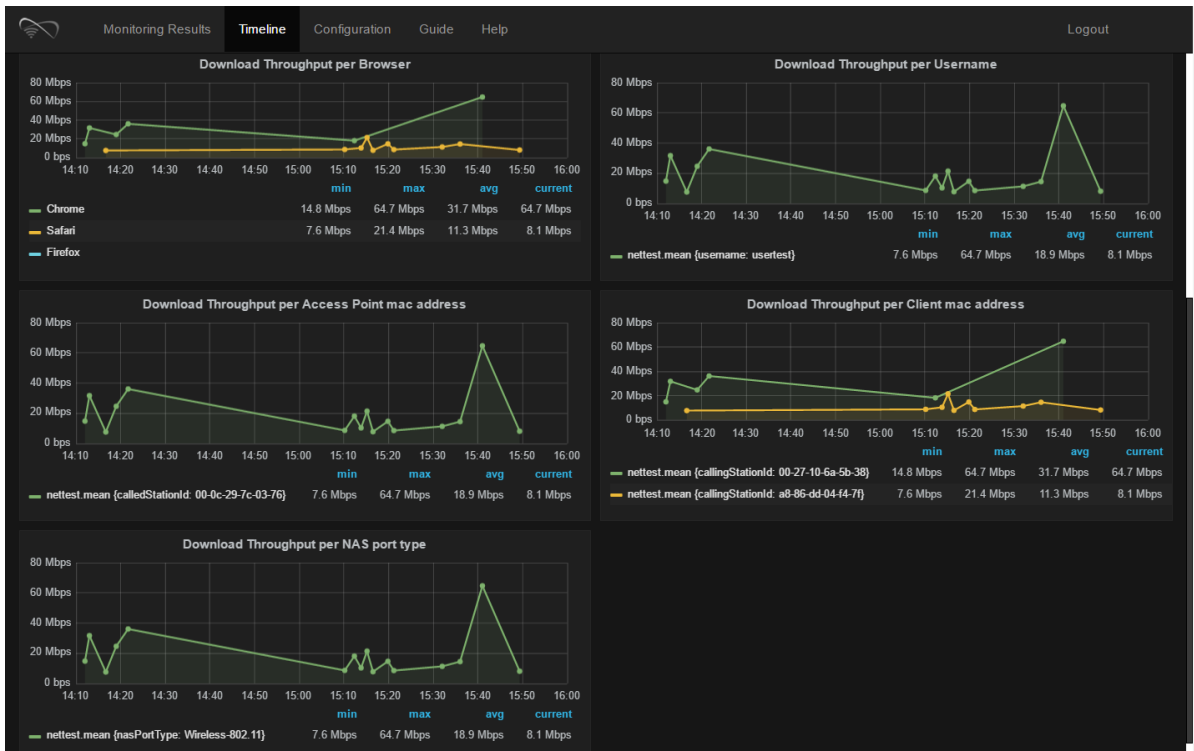 Monitoring Results Timeline Configuration Guide Help Logout
Download Throughput per Browser
80 Mbps
60 Mbps
40 Mbps
20 Mbps
0 bps
14:10 14:20 14:30 14:40 14:50 15:00 15:10 15:20 15:30 15:40 15:50 16:00
min max avg current
Chrome 14.8 Mbps 64.7 Mbps 31.7 Mbps 64.7 Mbps
Safari 7.6 Mbps 21.4 Mbps 11.3 Mbps 8.1 Mbps
Firefox
Download Throughput per Username
80 Mbps
60 Mbps
40 Mbps
20 Mbps
0 bps
14:10 14:20 14:30 14:40 14:50 15:00 15:10 15:20 15:30 15:40 15:50 16:00
min max avg current
nettest.mean {username: usertest} 7.6 Mbps 64.7 Mbps 18.9 Mbps 8.1 Mbps
Download Throughput per Access Point mac address
80 Mbps
60 Mbps
40 Mbps
20 Mbps
0 bps
14:10 14:20 14:30 14:40 14:50 15:00 15:10 15:20 15:30 15:40 15:50 16:00
min max avg current
nettest.mean {calledStationId: 00-0c-29-7c-03-76} 7.6 Mbps 64.7 Mbps 18.9 Mbps 8.1 Mbps
Download Throughput per Client mac address
80 Mbps
60 Mbps
40 Mbps
20 Mbps
0 bps
14:10 14:20 14:30 14:40 14:50 15:00 15:10 15:20 15:30 15:40 15:50 16:00
min max avg current
nettest.mean {callingStationId: 00-27-10-6a-5b-38} 14.8 Mbps 64.7 Mbps 31.7 Mbps 64.7 Mbps
nettest.mean {callingStationId: a8-86-dd-04-f4-7f} 7.6 Mbps 21.4 Mbps 11.3 Mbps 8.1 Mbps
Download Throughput per NAS port type
80 Mbps
60 Mbps
40 Mbps
20 Mbps
0 bps
14:10 14:20 14:30 14:40 14:50 15:00 15:10 15:20 15:30 15:40 15:50 16:00
min max avg current
nettest.mean {nasPortType: Wireless-802.11} 7.6 Mbps 64.7 Mbps 18.9 Mbps 8.1 Mbps